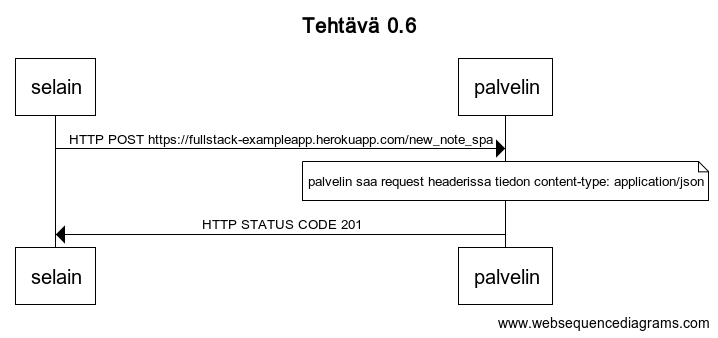 Tehtävä 0.6
selain
palvelin
HTTP POST https://fullstack-exampleapp.herokuapp.com/new_note_spa
palvelin saa request headerissa tiedon content-type: application/json
HTTP STATUS CODE 201
selain
palvelin
www.websequencediagrams.com